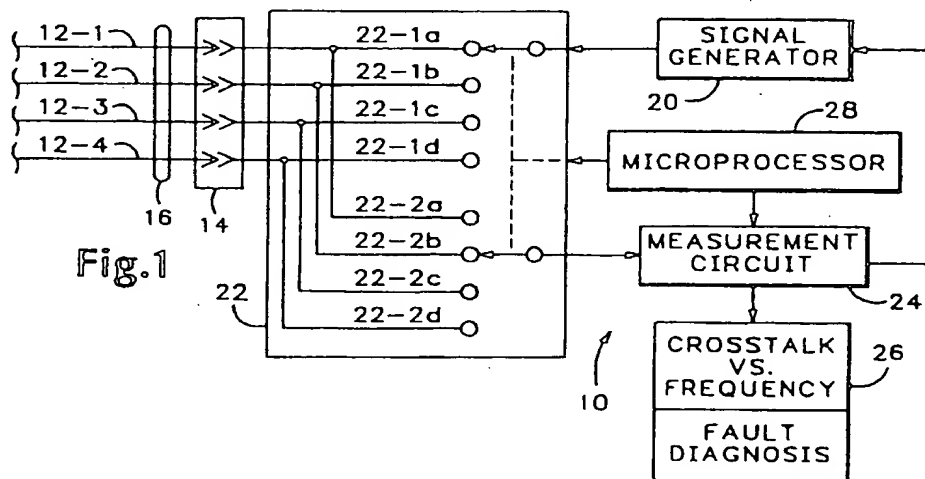 12-1
12-2
12-3
12-4
16
14
Fig.1
22
22-1a
22-1b
22-1c
22-1d
22-2a
22-2b
22-2c
22-2d
SIGNAL
GENERATOR
20
28
MICROPROCESSOR
MEASUREMENT
CIRCUIT
24
10
CROSSTALK
VS.
FREQUENCY
26
FAULT
DIAGNOSIS